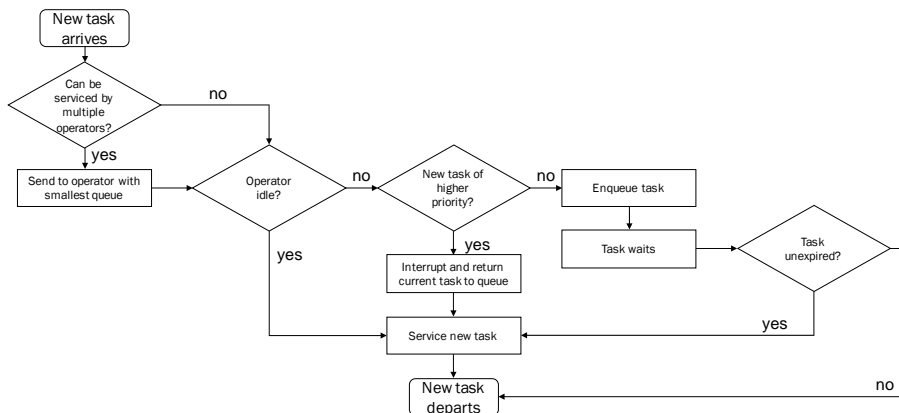 New task
arrives
Can be
serviced by
multiple
operators?
no
yes
Send to operator with
smallest queue
Operator
idle?
no
New task of
higher
priority?
no
Enqueue task
Task waits
Task
unexpired?
yes
yes
Interrupt and return
current task to queue
Service new task
yes
New task
departs
no